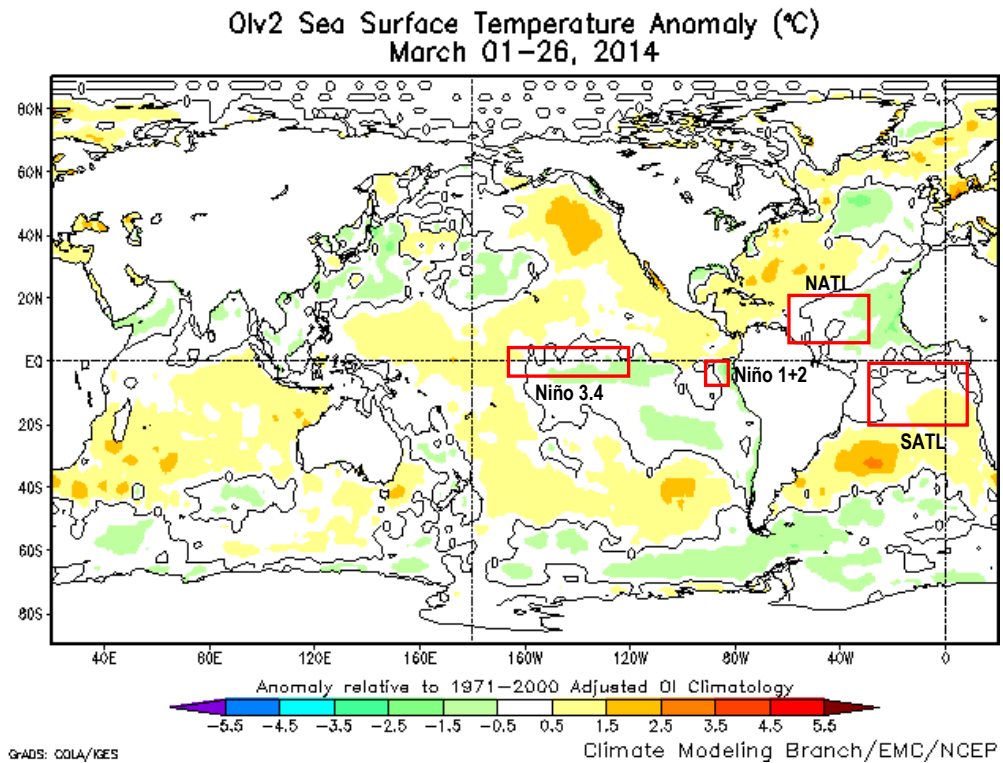 OIv2 Sea Surface Temperature Anomaly (°C)
March 01-26, 2014
80N
60N
40N
20N
EQ
20S
40S
60S
80S
NATL
Niño 3.4
Niño 1+2
SATL
40E 80E 120E 160E 160W 120W 80W 40W 0
Anomaly relative to 1971-2000 Adjusted OI Climatology
-5.5 -4.5 -3.5 -2.5 -1.5 -0.5 0.5 1.5 2.5 3.5 4.5 5.5
GrADS: COLA/IGES
Climate Modeling Branch/EMC/NCEP